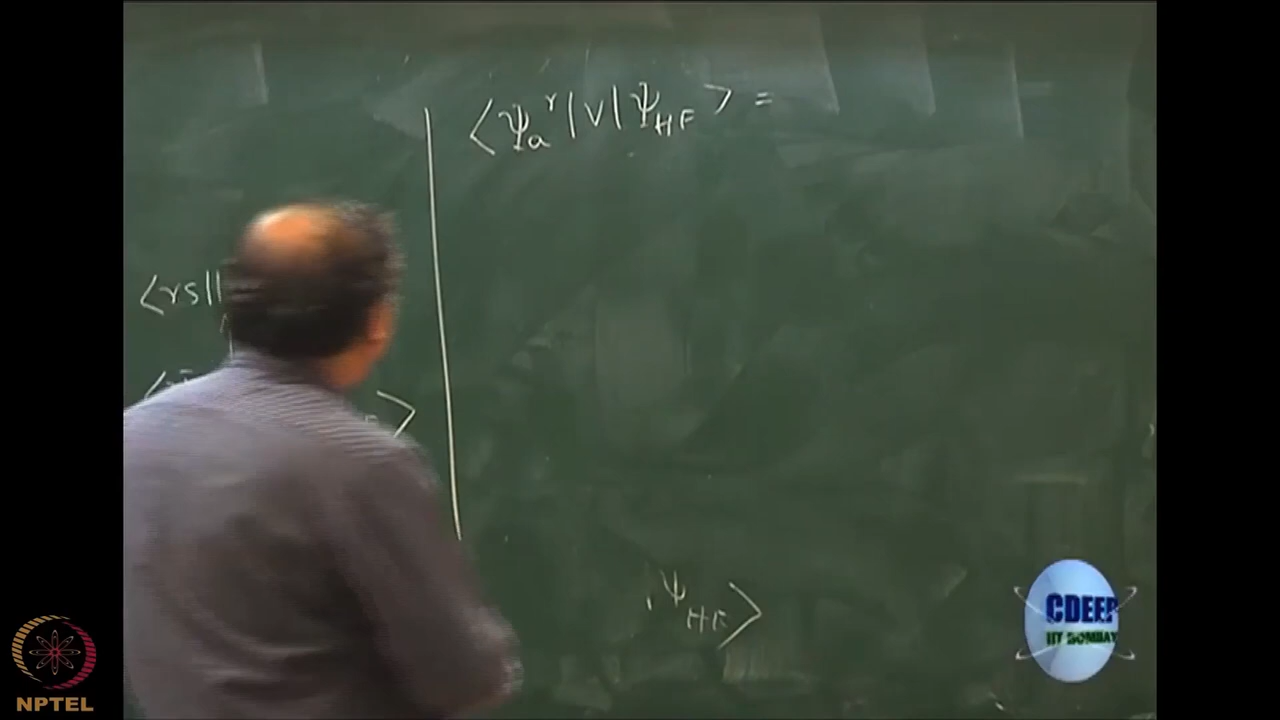 ⟨Ψ_a^r|V|Ψ_HF⟩ =
⟨rs||
Ψ_HF⟩
CDEEP
IIT BOMBAY
NPTEL